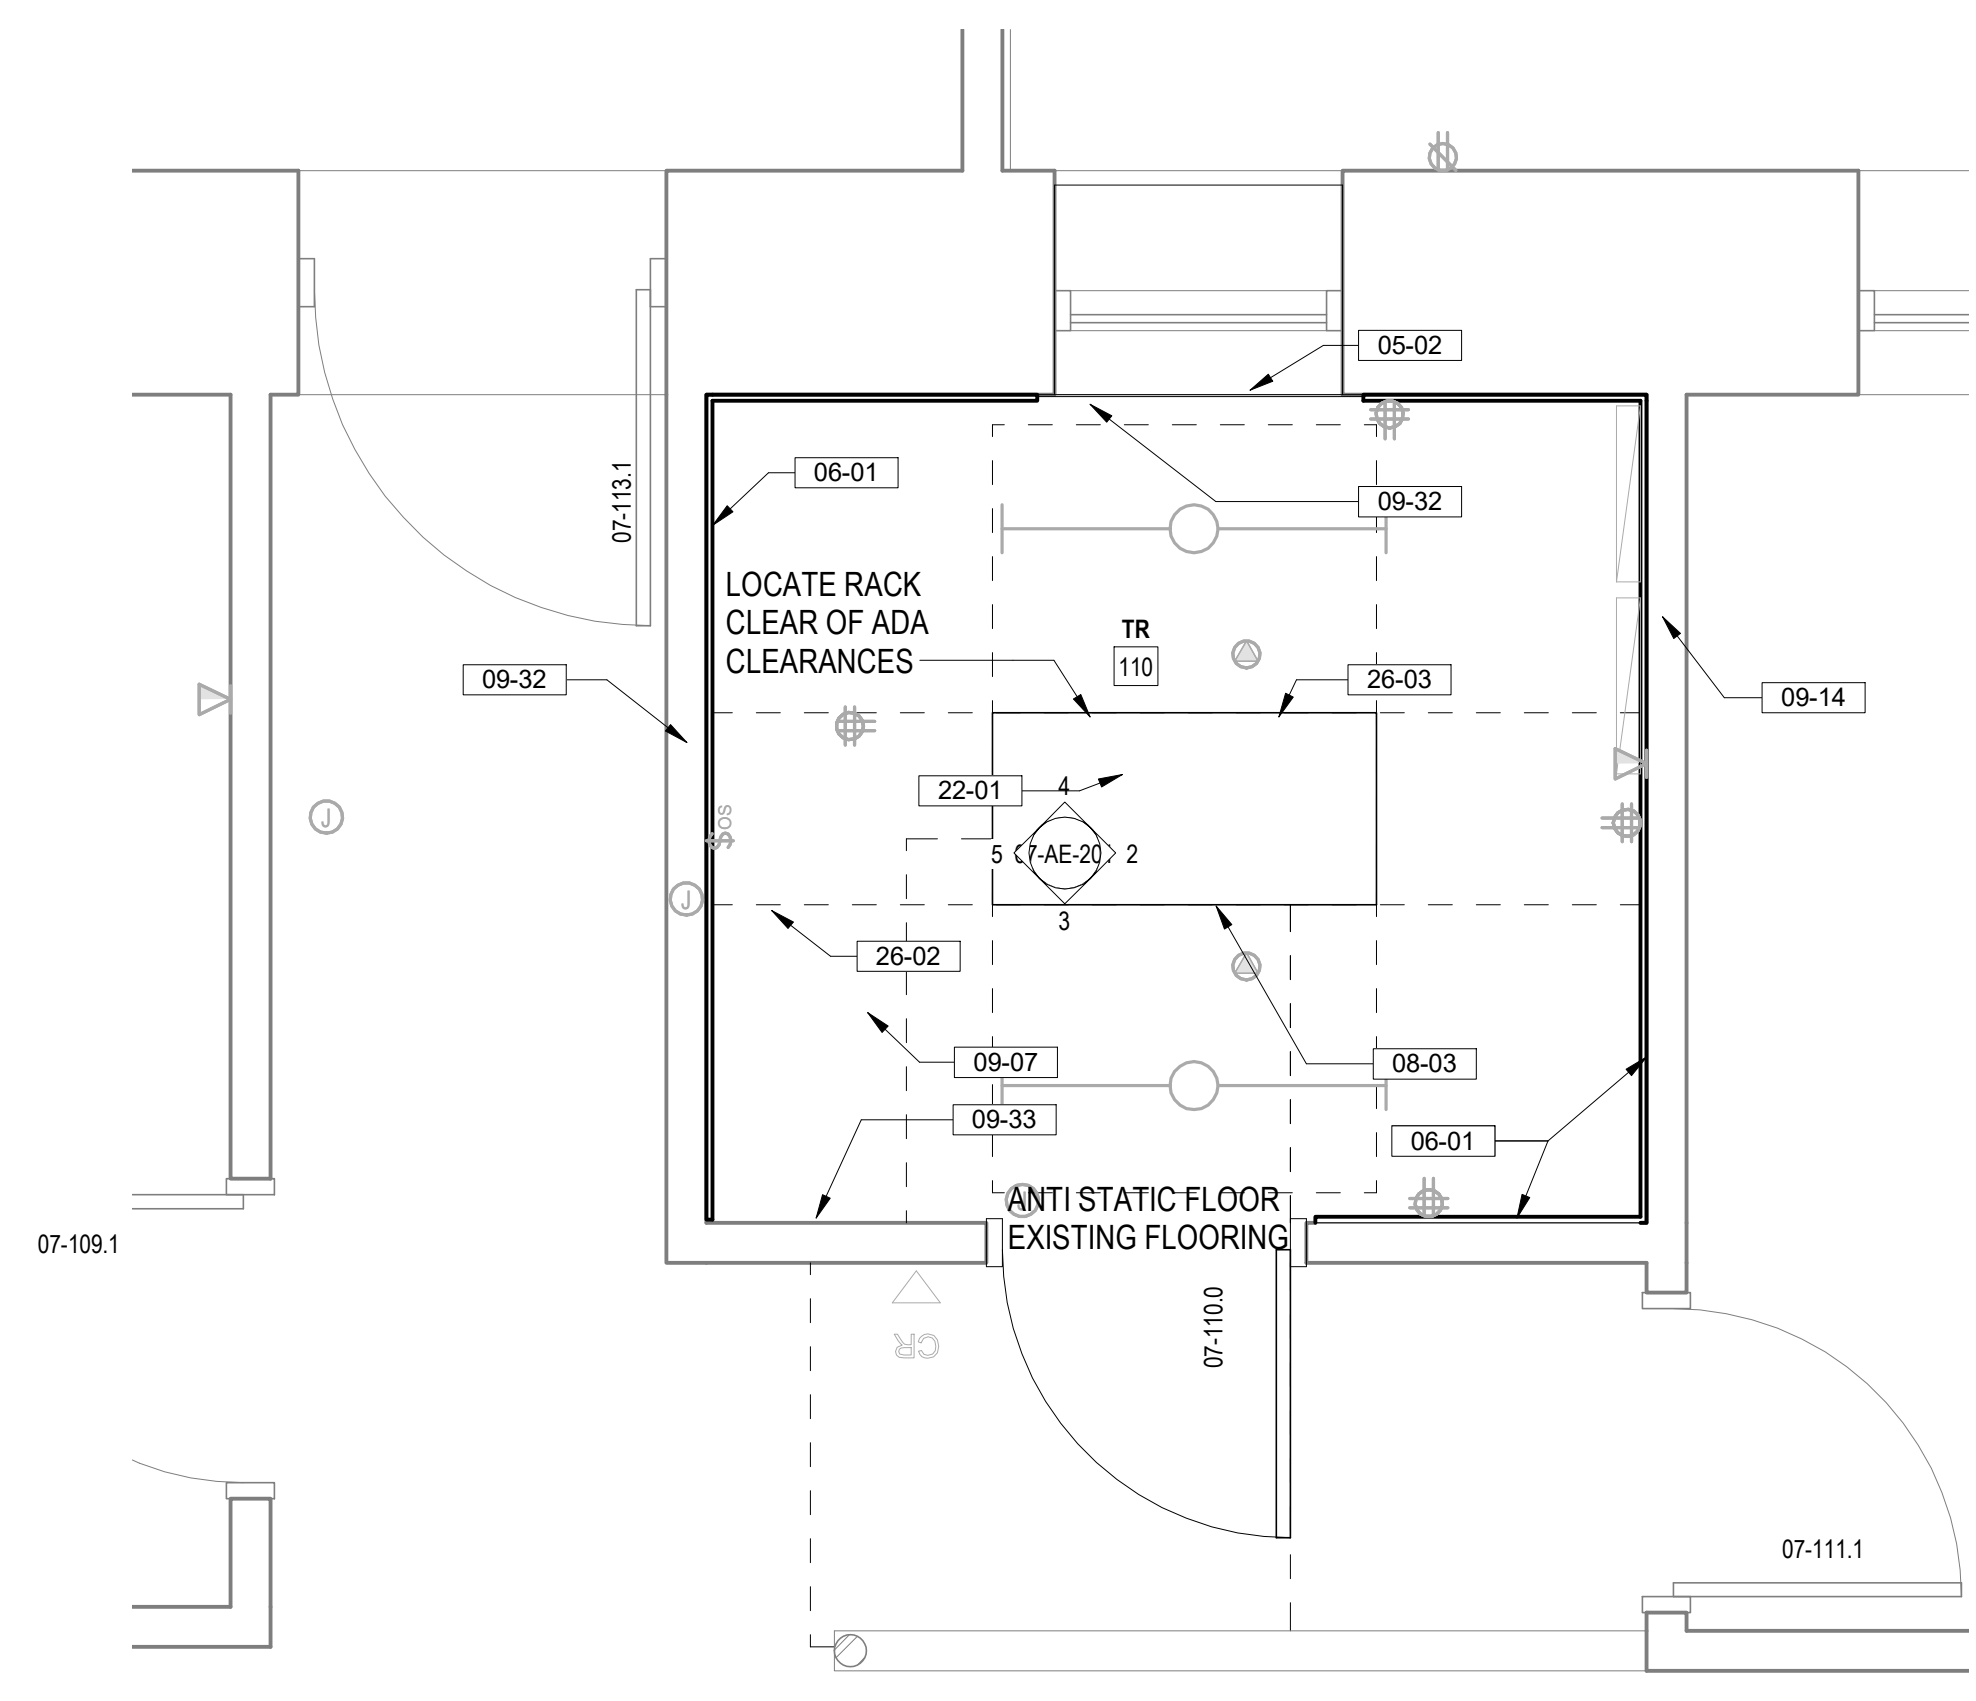 05-02
06-01
07-113.1
09-32
LOCATE RACK
CLEAR OF ADA
CLEARANCES
TR
110
09-32
26-03
09-14
22-01
4
$os
J
5
2
3
J
26-02
09-07
08-03
09-33
06-01
J
ANTI STATIC FLOOR
EXISTING FLOORING
07-109.1
CR
07-110.0
07-111.1